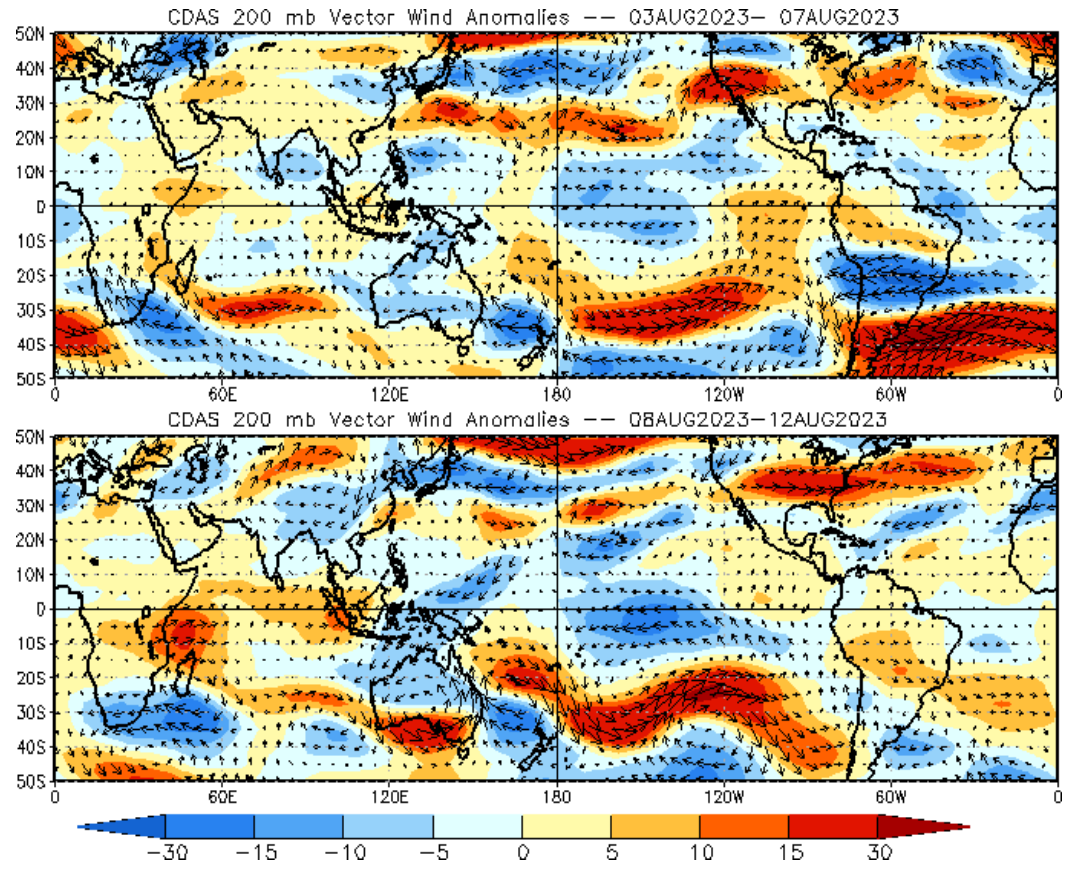 CDAS 200 mb Vector Wind Anomalies -- 03AUG2023- 07AUG2023
50N
40N
30N
20N
10N
0
10S
20S
30S
40S
50S
0 60E 120E 180 120W 60W 0
CDAS 200 mb Vector Wind Anomalies -- 08AUG2023-12AUG2023
50N
40N
30N
20N
10N
0
10S
20S
30S
40S
50S
0 60E 120E 180 120W 60W 0
-30 -15 -10 -5 0 5 10 15 30